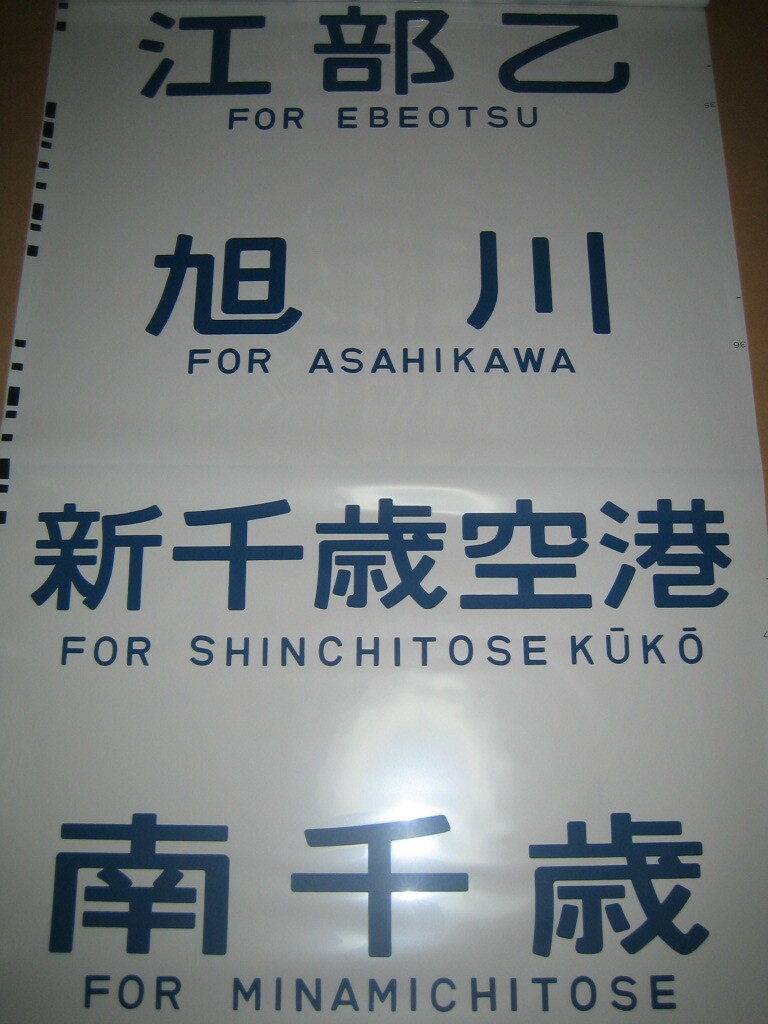 江部乙
FOR EBEOTSU
旭川
FOR ASAHIKAWA
新千歳空港
FOR SHINCHITOSE KŪKŌ
南千歳
FOR MINAMICHITOSE